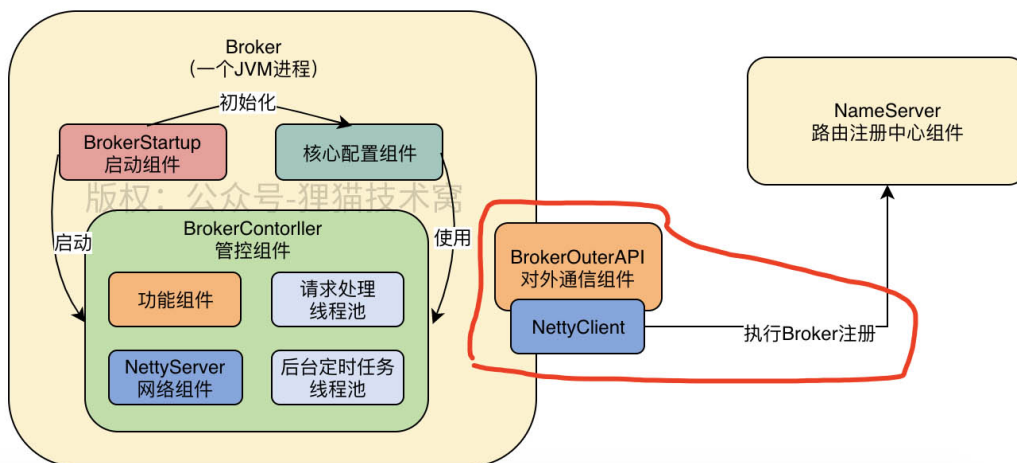 Broker
（一个JVM进程）
初始化
BrokerStartup
启动组件
核心配置组件
NameServer
路由注册中心组件
版权：公众号-狸猫技术窝
BrokerContorller
管控组件
启动
使用
功能组件
请求处理
线程池
NettyServer
网络组件
后台定时任务
线程池
BrokerOuterAPI
对外通信组件
NettyClient
执行Broker注册